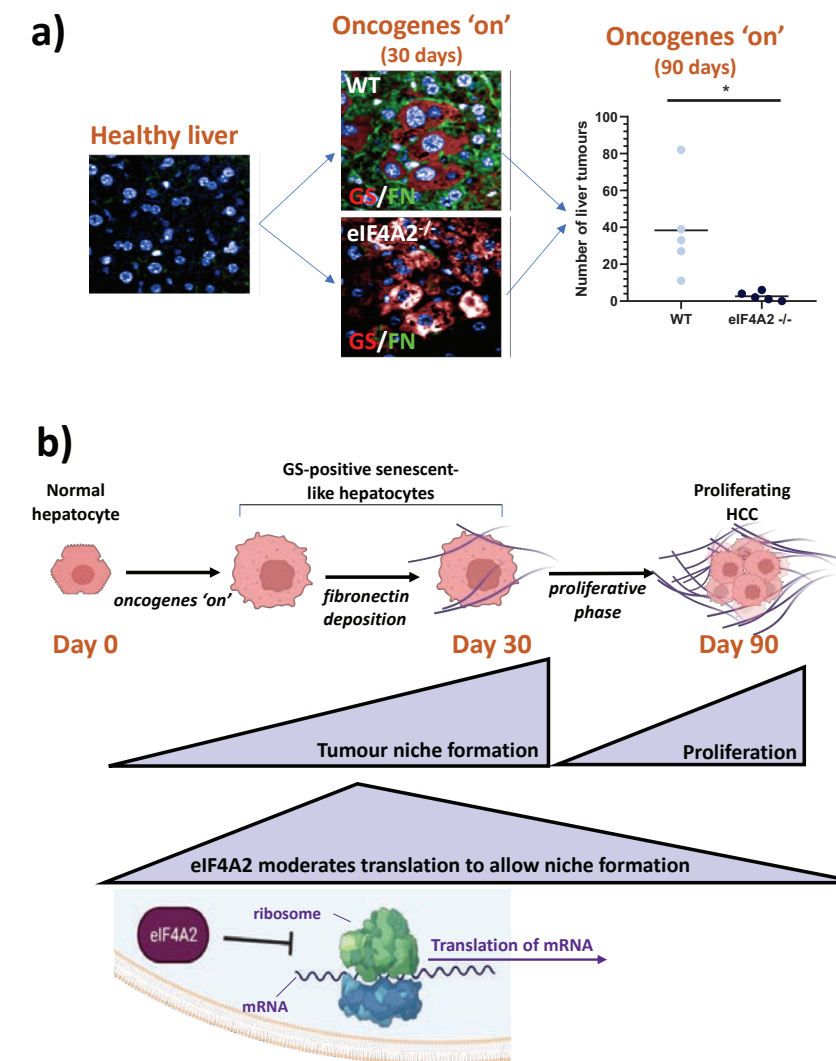 a)
Oncogenes ‘on’
(30 days)
Oncogenes ‘on’
(90 days)
Healthy liver
WT
GS/FN
eIF4A2-/-
GS/FN
*
Number of liver tumours
100
80
60
40
20
0
WT
eIF4A2 -/-
b)
Normal
hepatocyte
GS-positive senescent-
like hepatocytes
Proliferating
HCC
oncogenes ‘on’
fibronectin
deposition
proliferative
phase
Day 0
Day 30
Day 90
Tumour niche formation
Proliferation
eIF4A2 moderates translation to allow niche formation
eIF4A2
ribosome
Translation of mRNA
mRNA